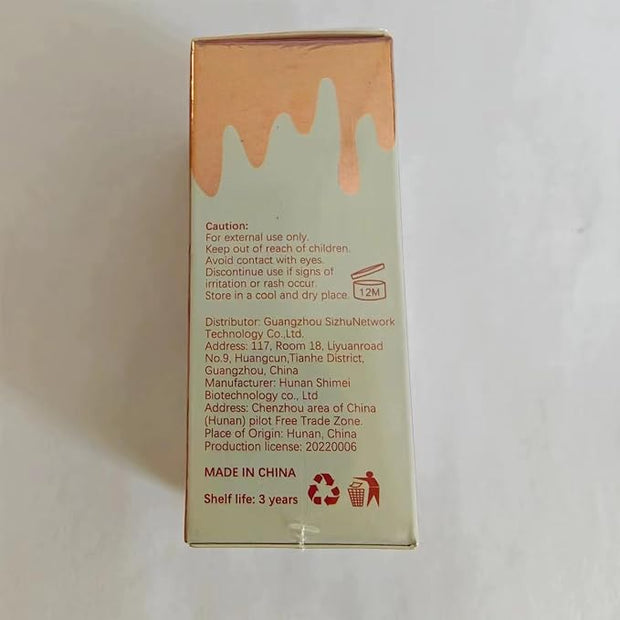 Caution:
For external use only.
Keep out of reach of children.
Avoid contact with eyes.
Discontinue use if signs of
irritation or rash occur.
Store in a cool and dry place.
12M
Distributor: Guangzhou SizhuNetwork
Technology Co.,Ltd.
Address: 117, Room 18, Liyuanroad
No.9, Huangcun,Tianhe District,
Guangzhou, China
Manufacturer: Hunan Shimei
Biotechnology co., Ltd
Address: Chenzhou area of China
(Hunan) pilot Free Trade Zone.
Place of Origin: Hunan, China
Production license: 20220006
MADE IN CHINA
Shelf life: 3 years